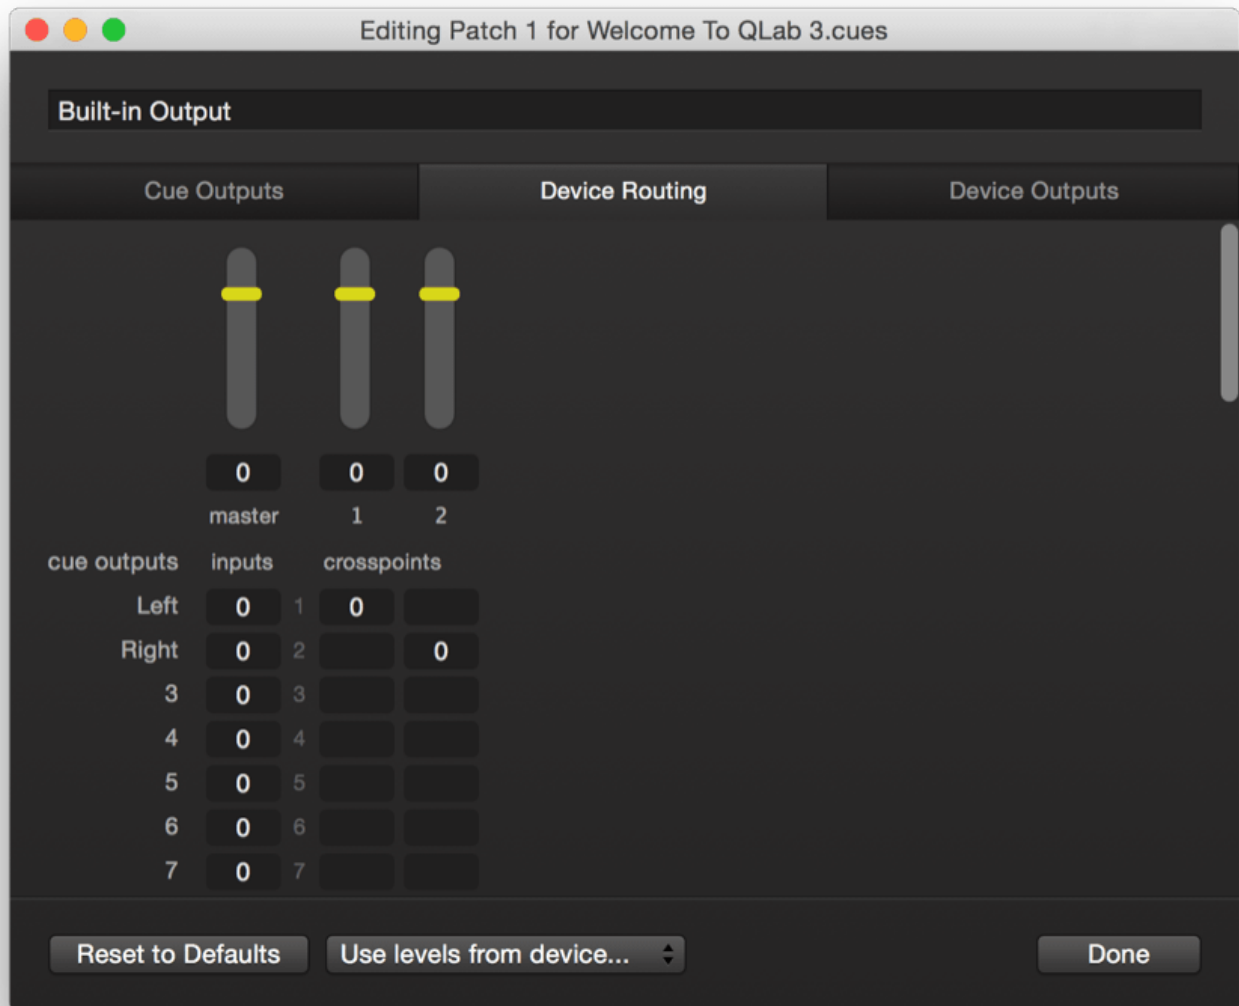 Editing Patch 1 for Welcome To QLab 3.cues
Built-in Output
Cue Outputs Device Routing Device Outputs
0 0 0
master 1 2
cue outputs inputs crosspoints
Left 0 1 0
Right 0 2 0
3 0 3
4 0 4
5 0 5
6 0 6
7 0 7
Reset to Defaults Use levels from device... Done